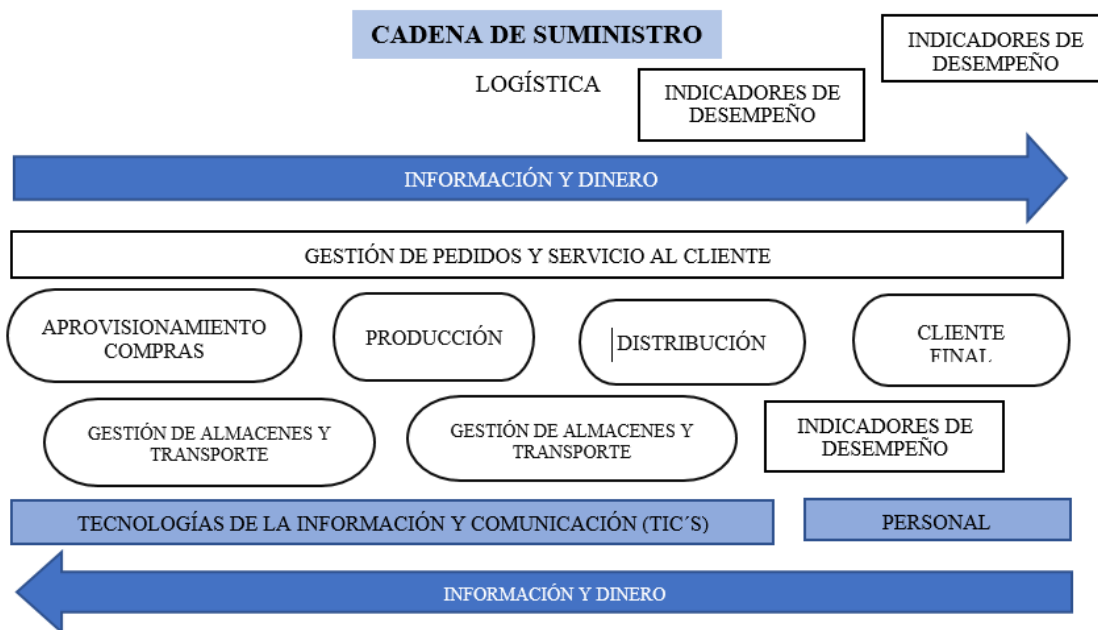 CADENA DE SUMINISTRO
INDICADORES DE
DESEMPEÑO
LOGÍSTICA
INDICADORES DE
DESEMPEÑO
INFORMACIÓN Y DINERO
GESTIÓN DE PEDIDOS Y SERVICIO AL CLIENTE
APROVISIONAMIENTO
COMPRAS
PRODUCCIÓN
DISTRIBUCIÓN
CLIENTE
FINAL
GESTIÓN DE ALMACENES Y
TRANSPORTE
GESTIÓN DE ALMACENES Y
TRANSPORTE
INDICADORES DE
DESEMPEÑO
TECNOLOGÍAS DE LA INFORMACIÓN Y COMUNICACIÓN (TIC´S)
PERSONAL
INFORMACIÓN Y DINERO